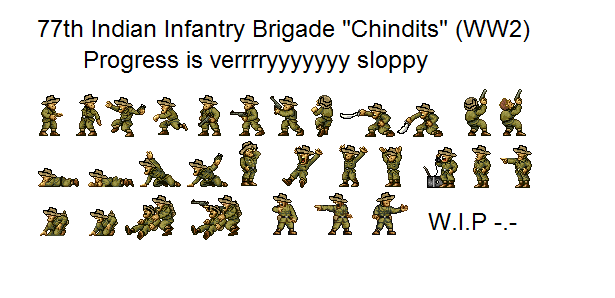 77th Indian Infantry Brigade "Chindits" (WW2)
Progress is verrrryyyyyyy sloppy
W.I.P -.-